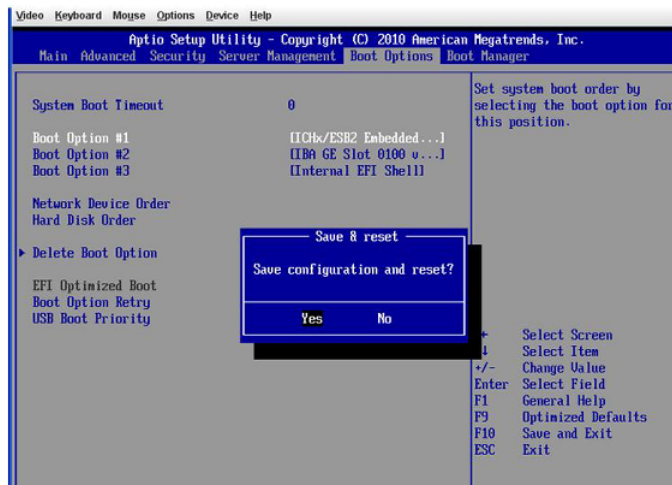 Video Keyboard Mouse Options Device Help
Aptio Setup Utility - Copyright (C) 2010 American Megatrends, Inc.
Main Advanced Security Server Management Boot Options Boot Manager
System Boot Timeout 0
Boot Option #1 [ICHx/ESB2 Embedded...]
Boot Option #2 [IBA GE Slot 0100 v...]
Boot Option #3 [Internal EFI Shell]
Network Device Order
Hard Disk Order
Delete Boot Option
EFI Optimized Boot
Boot Option Retry
USB Boot Priority
Save & reset
Save configuration and reset?
Yes No
Set system boot order by
selecting the boot option for
this position.
Select Screen
Select Item
+/- Change Value
Enter Select Field
F1 General Help
F9 Optimized Defaults
F10 Save and Exit
ESC Exit